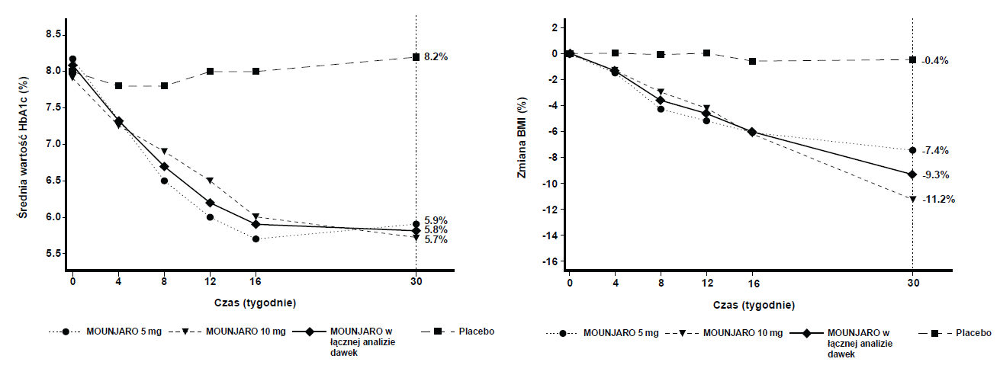 Średnia wartość HbA1c (%)
8.5
8.0
7.5
7.0
6.5
6.0
5.5
8.2%
5.9%
5.8%
5.7%
0 4 8 12 16 30
Czas (tygodnie)
MOUNJARO 5 mg MOUNJARO 10 mg MOUNJARO w Placebo
łącznej analizie
dawek
Zmiana BMI (%)
2
0
-2
-4
-6
-8
-10
-12
-14
-16
-0.4%
-7.4%
-9.3%
-11.2%
0 4 8 12 16 30
Czas (tygodnie)
MOUNJARO 5 mg MOUNJARO 10 mg MOUNJARO w Placebo
łącznej analizie
dawek